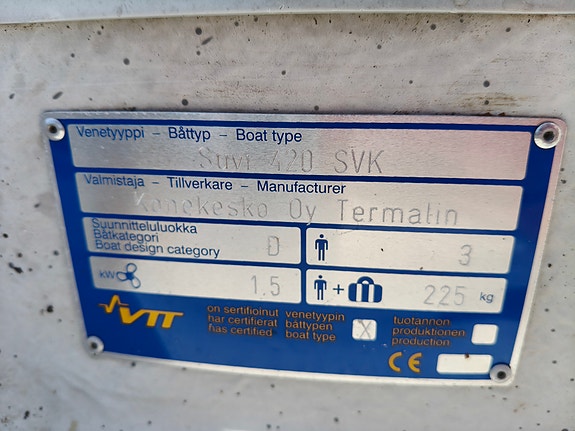 Venetyyppi – Båttyp – Boat type
Suvi 420 SVK
Valmistaja – Tillverkare – Manufacturer
Konekesko Oy Termalin
Suunnitteluluokka
Båtkategori
Boat design category
D
3
kW
1.5
+
225 kg
VTT
on sertifioinut venetyypin
har certifierat båttypen
has certified boat type
X
tuotannon
produktionen
production
CE